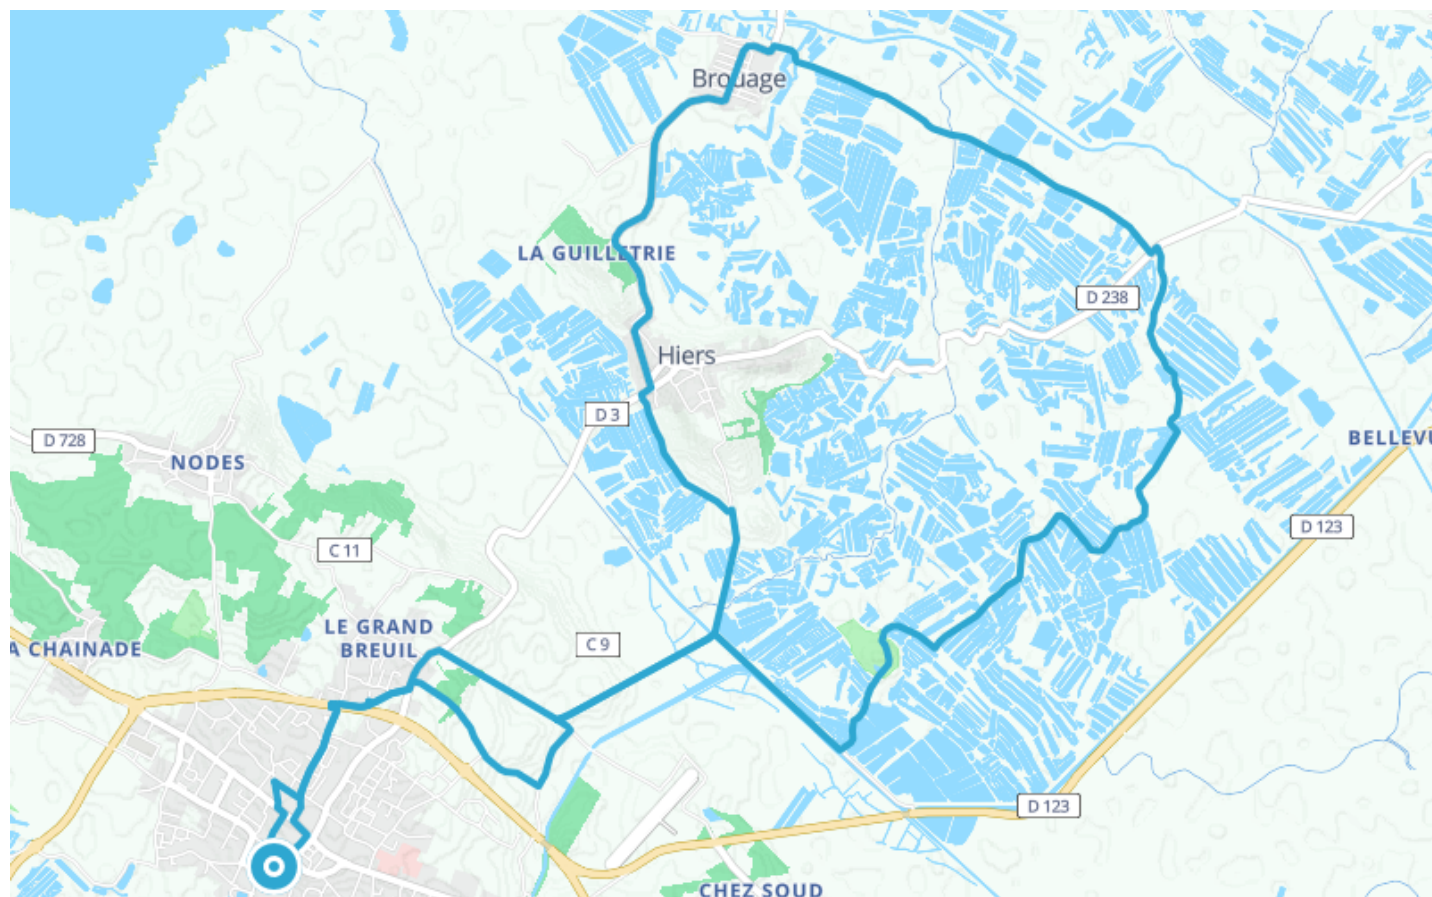 Brouage
LA GUILLETRIE
D 238
Hiers
D 3
D 728
BELLEVU
NODES
D 123
C 11
LE GRAND
BREUIL
C 9
A CHAINADE
D 123
CHEZ SOUD